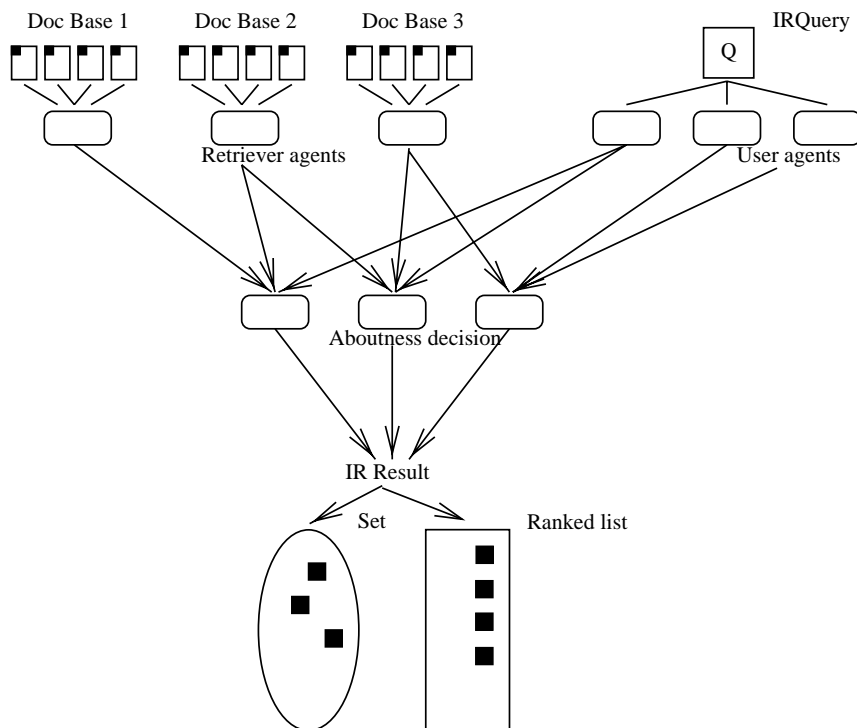 Doc Base 1
Doc Base 2
Doc Base 3
IRQuery
Q
Retriever agents
User agents
Aboutness decision
IR Result
Set
Ranked list